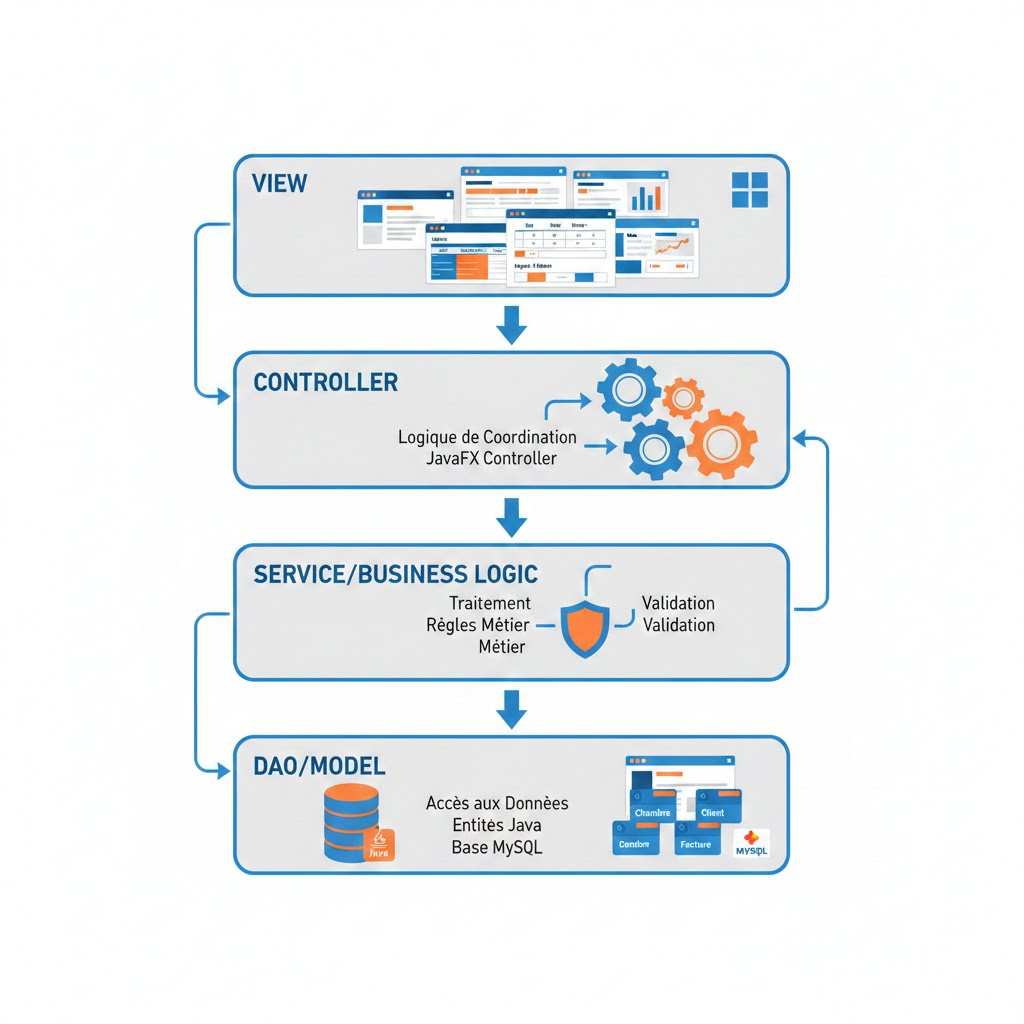 VIEW
CONTROLLER
Logique de Coordination
JavaFX Controller
SERVICE/BUSINESS LOGIC
Traitement
Règles Métier
Métier
Validation
Validation
DAO/MODEL
Accès aux Données
Entités Java
Base MySQL
Java
Chambre
Client
Facture
MySQL